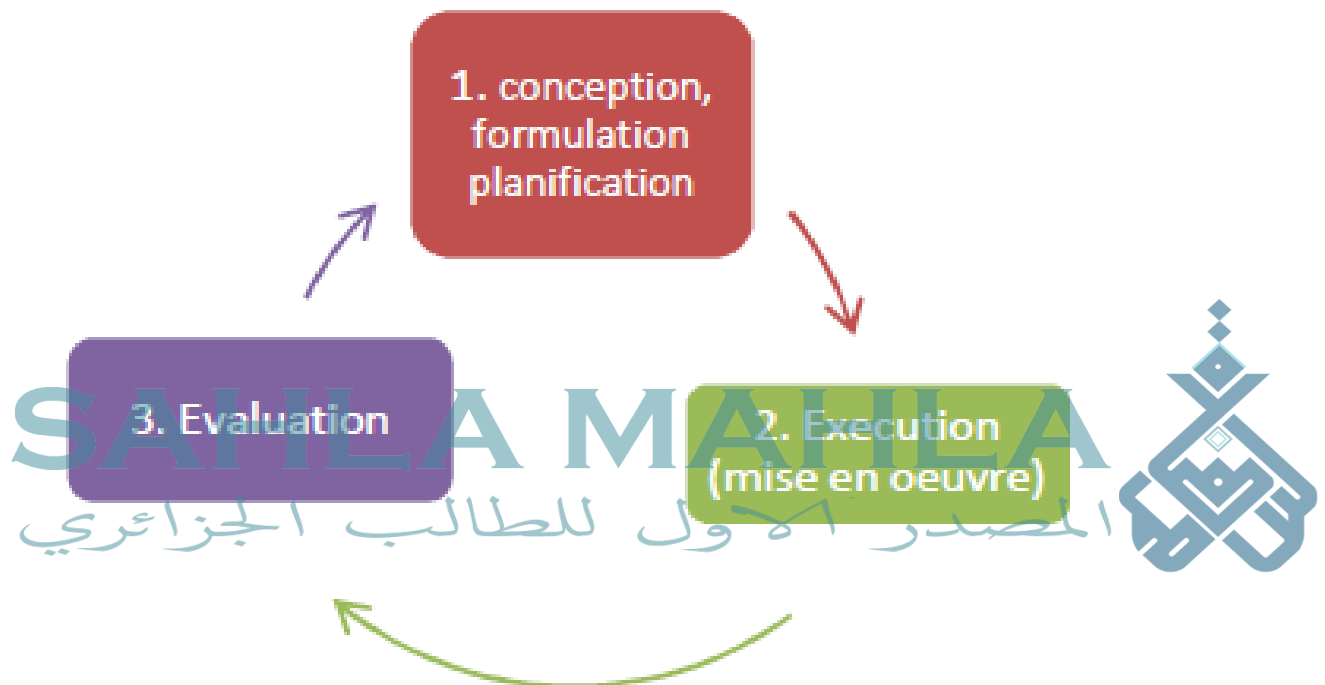 1. conception,
formulation
planification
3. Evaluation
2. Execution
(mise en oeuvre)
SAHLA MAHLA
المصدر الاول للطالب الجزائري